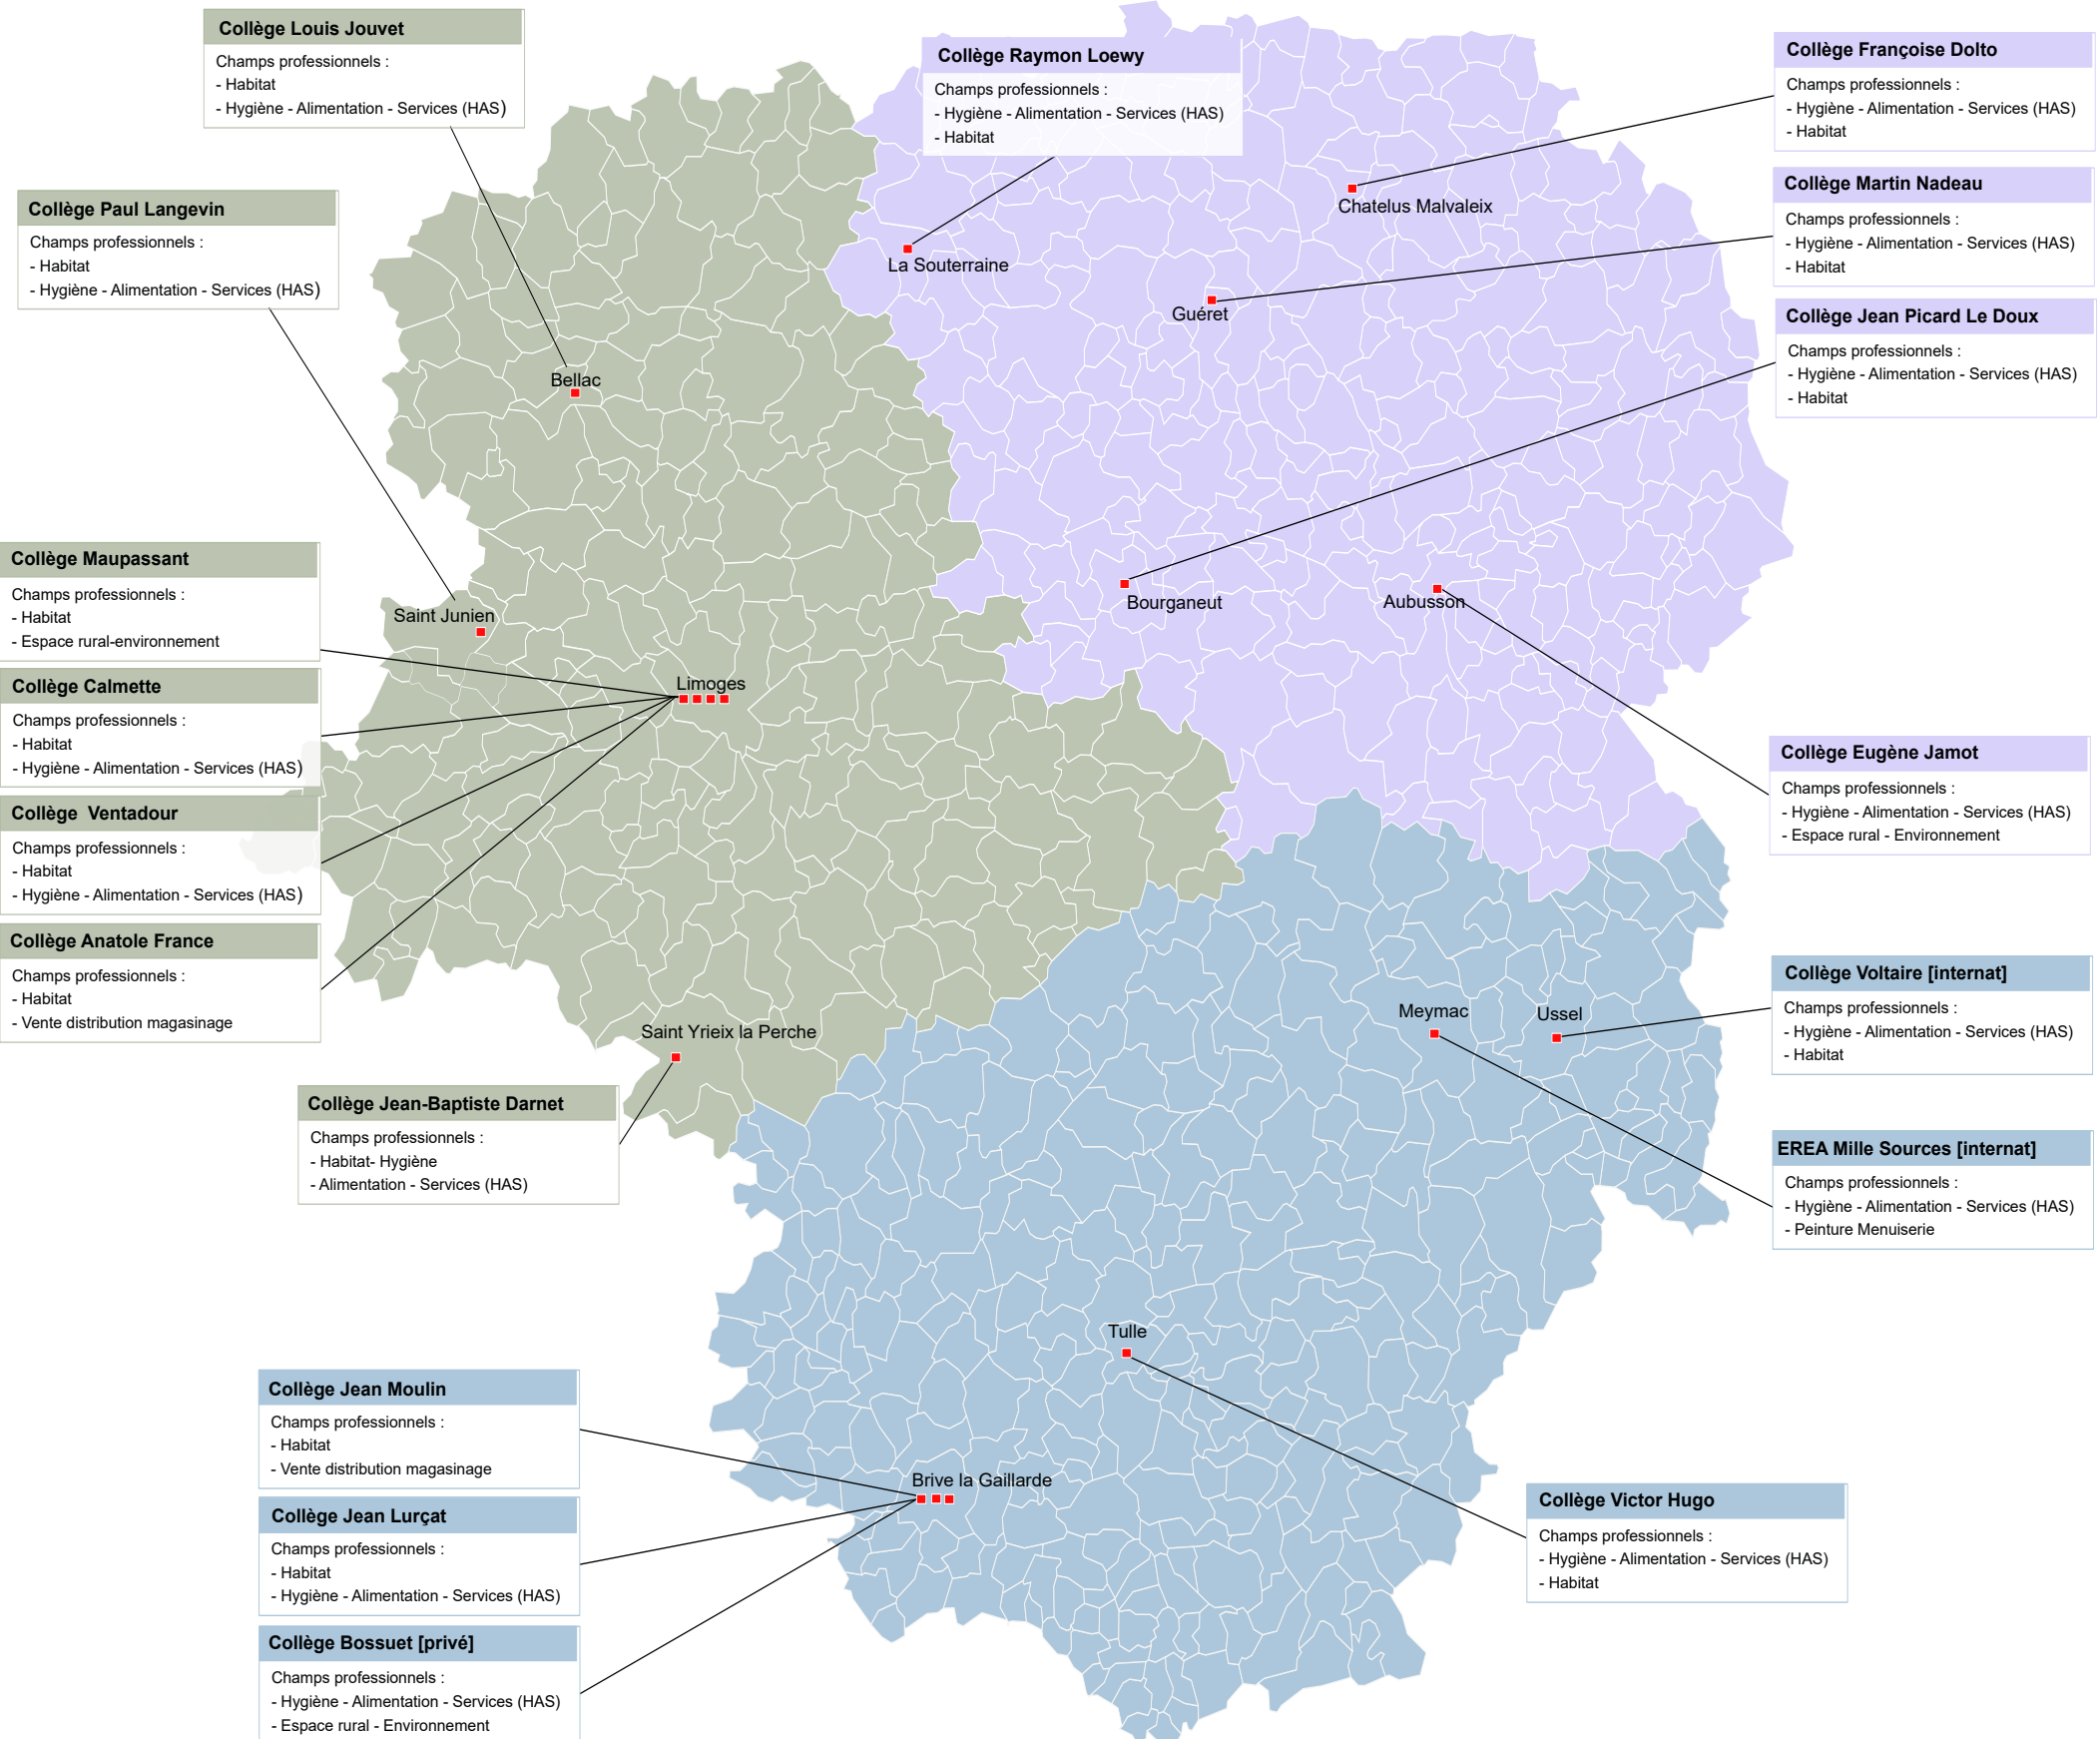 Collège Louis Jouvet
Champs professionnels :
- Habitat
- Hygiène - Alimentation - Services (HAS)
Collège Raymon Loewy
Champs professionnels :
- Hygiène - Alimentation - Services (HAS)
- Habitat
Collège Françoise Dolto
Champs professionnels :
- Hygiène - Alimentation - Services (HAS)
- Habitat
Collège Paul Langevin
Champs professionnels :
- Habitat
- Hygiène - Alimentation - Services (HAS)
Collège Martin Nadeau
Champs professionnels :
- Hygiène - Alimentation - Services (HAS)
- Habitat
Chatelus Malvaleix
La Souterraine
Guéret
Collège Jean Picard Le Doux
Champs professionnels :
- Hygiène - Alimentation - Services (HAS)
- Habitat
Bellac
Collège Maupassant
Champs professionnels :
- Habitat
- Espace rural-environnement
Saint Junien
Bourganeut
Aubusson
Collège Calmette
Champs professionnels :
- Habitat
- Hygiène - Alimentation - Services (HAS)
Limoges
Collège Eugène Jamot
Champs professionnels :
- Hygiène - Alimentation - Services (HAS)
- Espace rural - Environnement
Collège  Ventadour
Champs professionnels :
- Habitat
- Hygiène - Alimentation - Services (HAS)
Collège Anatole France
Champs professionnels :
- Habitat
- Vente distribution magasinage
Collège Voltaire [internat]
Champs professionnels :
- Hygiène - Alimentation - Services (HAS)
- Habitat
Meymac
Ussel
Saint Yrieix la Perche
Collège Jean-Baptiste Darnet
Champs professionnels :
- Habitat- Hygiène
- Alimentation - Services (HAS)
EREA Mille Sources [internat]
Champs professionnels :
- Hygiène - Alimentation - Services (HAS)
- Peinture Menuiserie
Tulle
Collège Jean Moulin
Champs professionnels :
- Habitat
- Vente distribution magasinage
Brive la Gaillarde
Collège Jean Lurçat
Champs professionnels :
- Habitat
- Hygiène - Alimentation - Services (HAS)
Collège Victor Hugo
Champs professionnels :
- Hygiène - Alimentation - Services (HAS)
- Habitat
Collège Bossuet [privé]
Champs professionnels :
- Hygiène - Alimentation - Services (HAS)
- Espace rural - Environnement